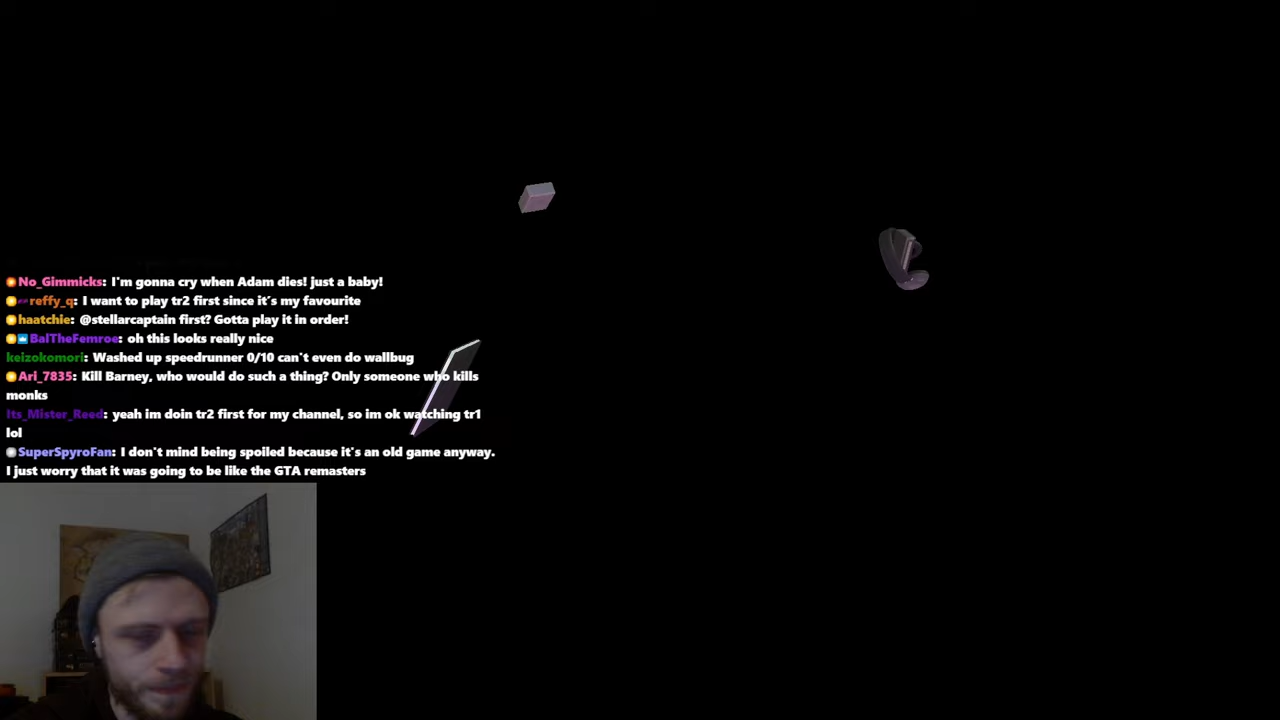 No_Gimmicks: I'm gonna cry when Adam dies! just a baby!
reffy_q: I want to play tr2 first since it's my favourite
haatchie: @stellarcaptain first? Gotta play it in order!
BalTheFemroe: oh this looks really nice
keizokomori: Washed up speedrunner 0/10 can't even do wallbug
Ari_7835: Kill Barney, who would do such a thing? Only someone who kills
monks
Its_Mister_Reed: yeah im doin tr2 first for my channel, so im ok watching tr1
lol
SuperSpyroFan: I don't mind being spoiled because it's an old game anyway.
I just worry that it was going to be like the GTA remasters